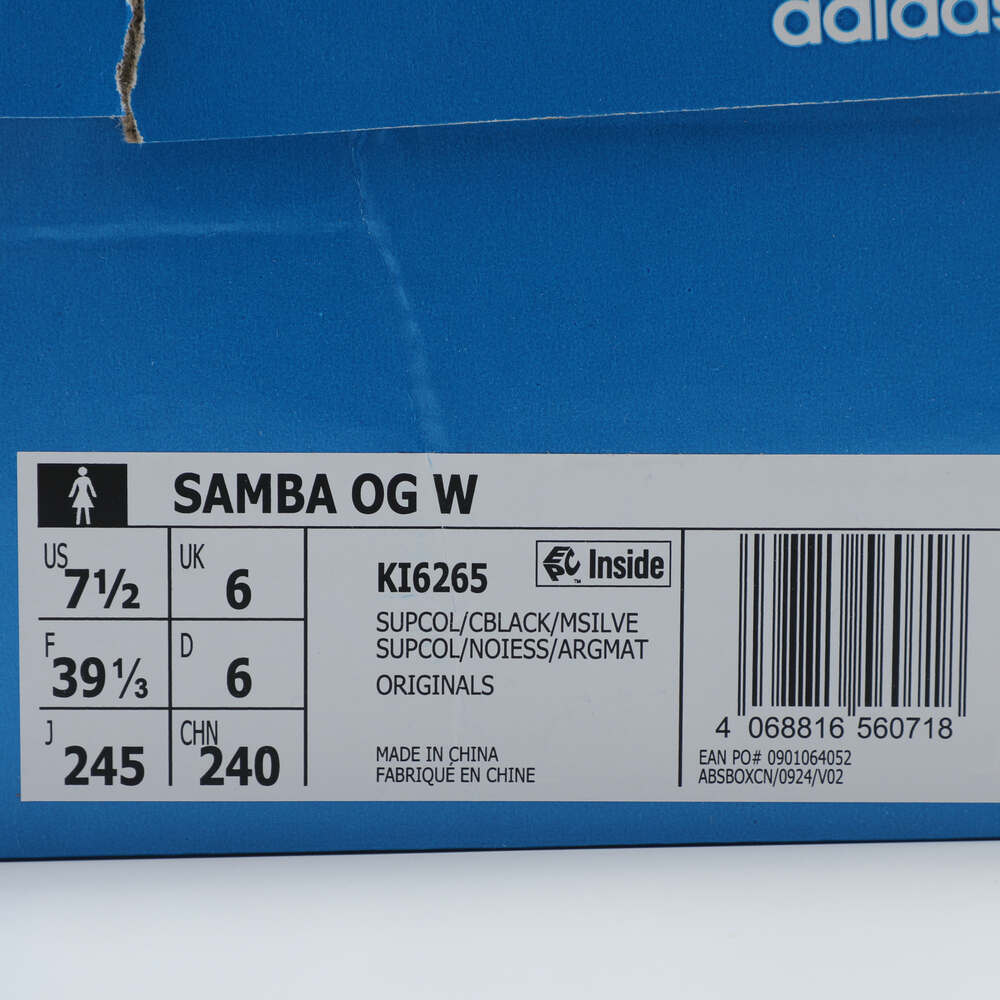 adidas
SAMBA OG W
US 7½ UK 6
F 39⅓ D 6
J 245 CHN 240
KI6265 EPC™ Inside
SUPCOL/CBLACK/MSILVE
SUPCOL/NOIESS/ARGMAT
ORIGINALS
MADE IN CHINA
FABRIQUÉ EN CHINE
4 068816 560718
EAN PO# 0901064052
ABSBOXCN/0924/V02